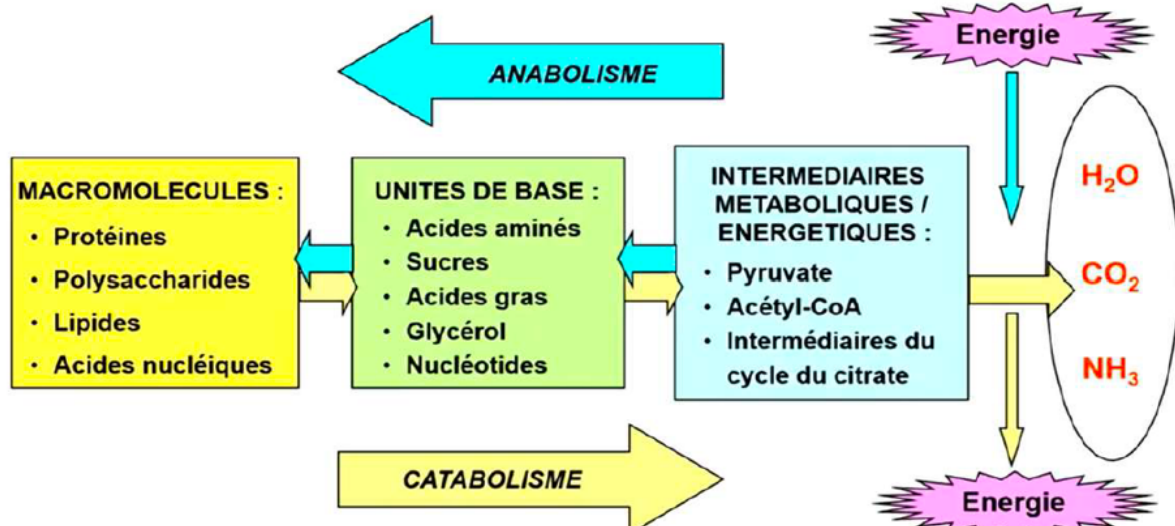 Energie
ANABOLISME
MACROMOLECULES :
• Protéines
• Polysaccharides
• Lipides
• Acides nucléiques
UNITES DE BASE :
• Acides aminés
• Sucres
• Acides gras
• Glycérol
• Nucléotides
INTERMEDIAIRES
METABOLIQUES /
ENERGETIQUES :
• Pyruvate
• Acétyl-CoA
• Intermédiaires du
cycle du citrate
H₂O
CO₂
NH₃
CATABOLISME
Energie